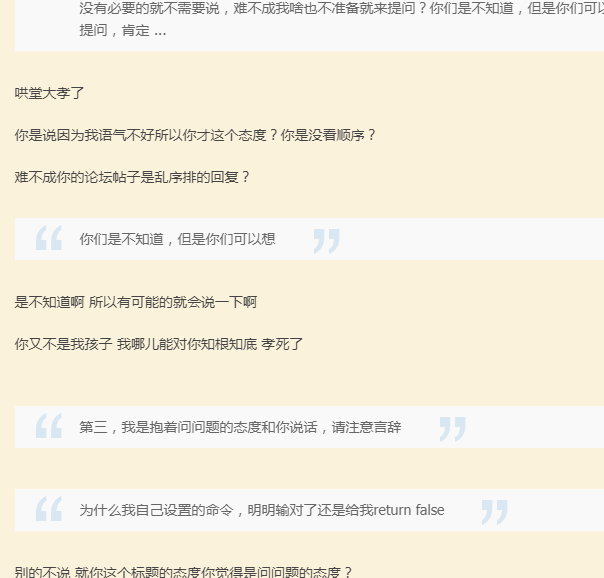 没有必要的就不需要说，难不成我啥也不准备就来提问？你们是不知道，但是你们可以
提问，肯定 ...
哄堂大孝了
你是说因为我语气不好所以你才这个态度？你是没看顺序？
难不成你的论坛帖子是乱序排的回复？
“ 你们是不知道，但是你们可以想 ”
是不知道啊 所以有可能的就会说一下啊
你又不是我孩子 我哪儿能对你知根知底 孝死了
“ 第三，我是抱着问问题的态度和你说话，请注意言辞 ”
“ 为什么我自己设置的命令，明明输对了还是给我return false ”
别的不说 就你这个标题的态度你觉得是问问题的态度？